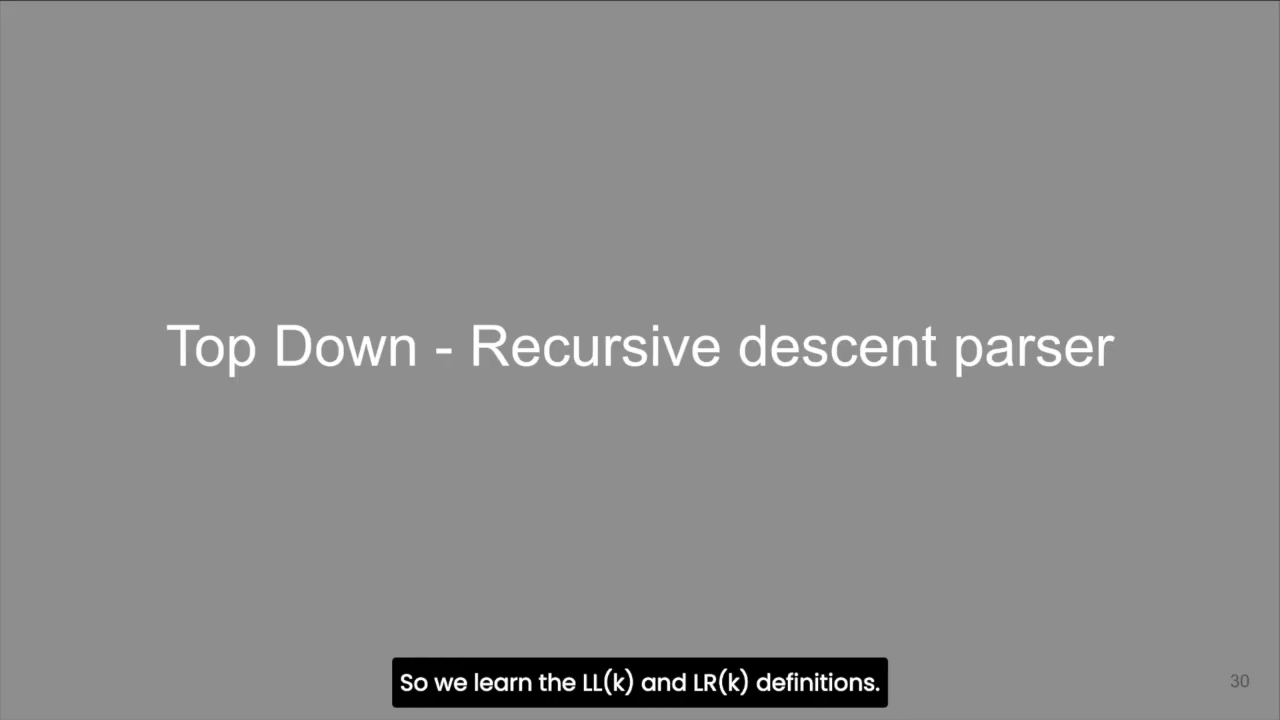 Top Down - Recursive descent parser
So we learn the LL(k) and LR(k) definitions.
30